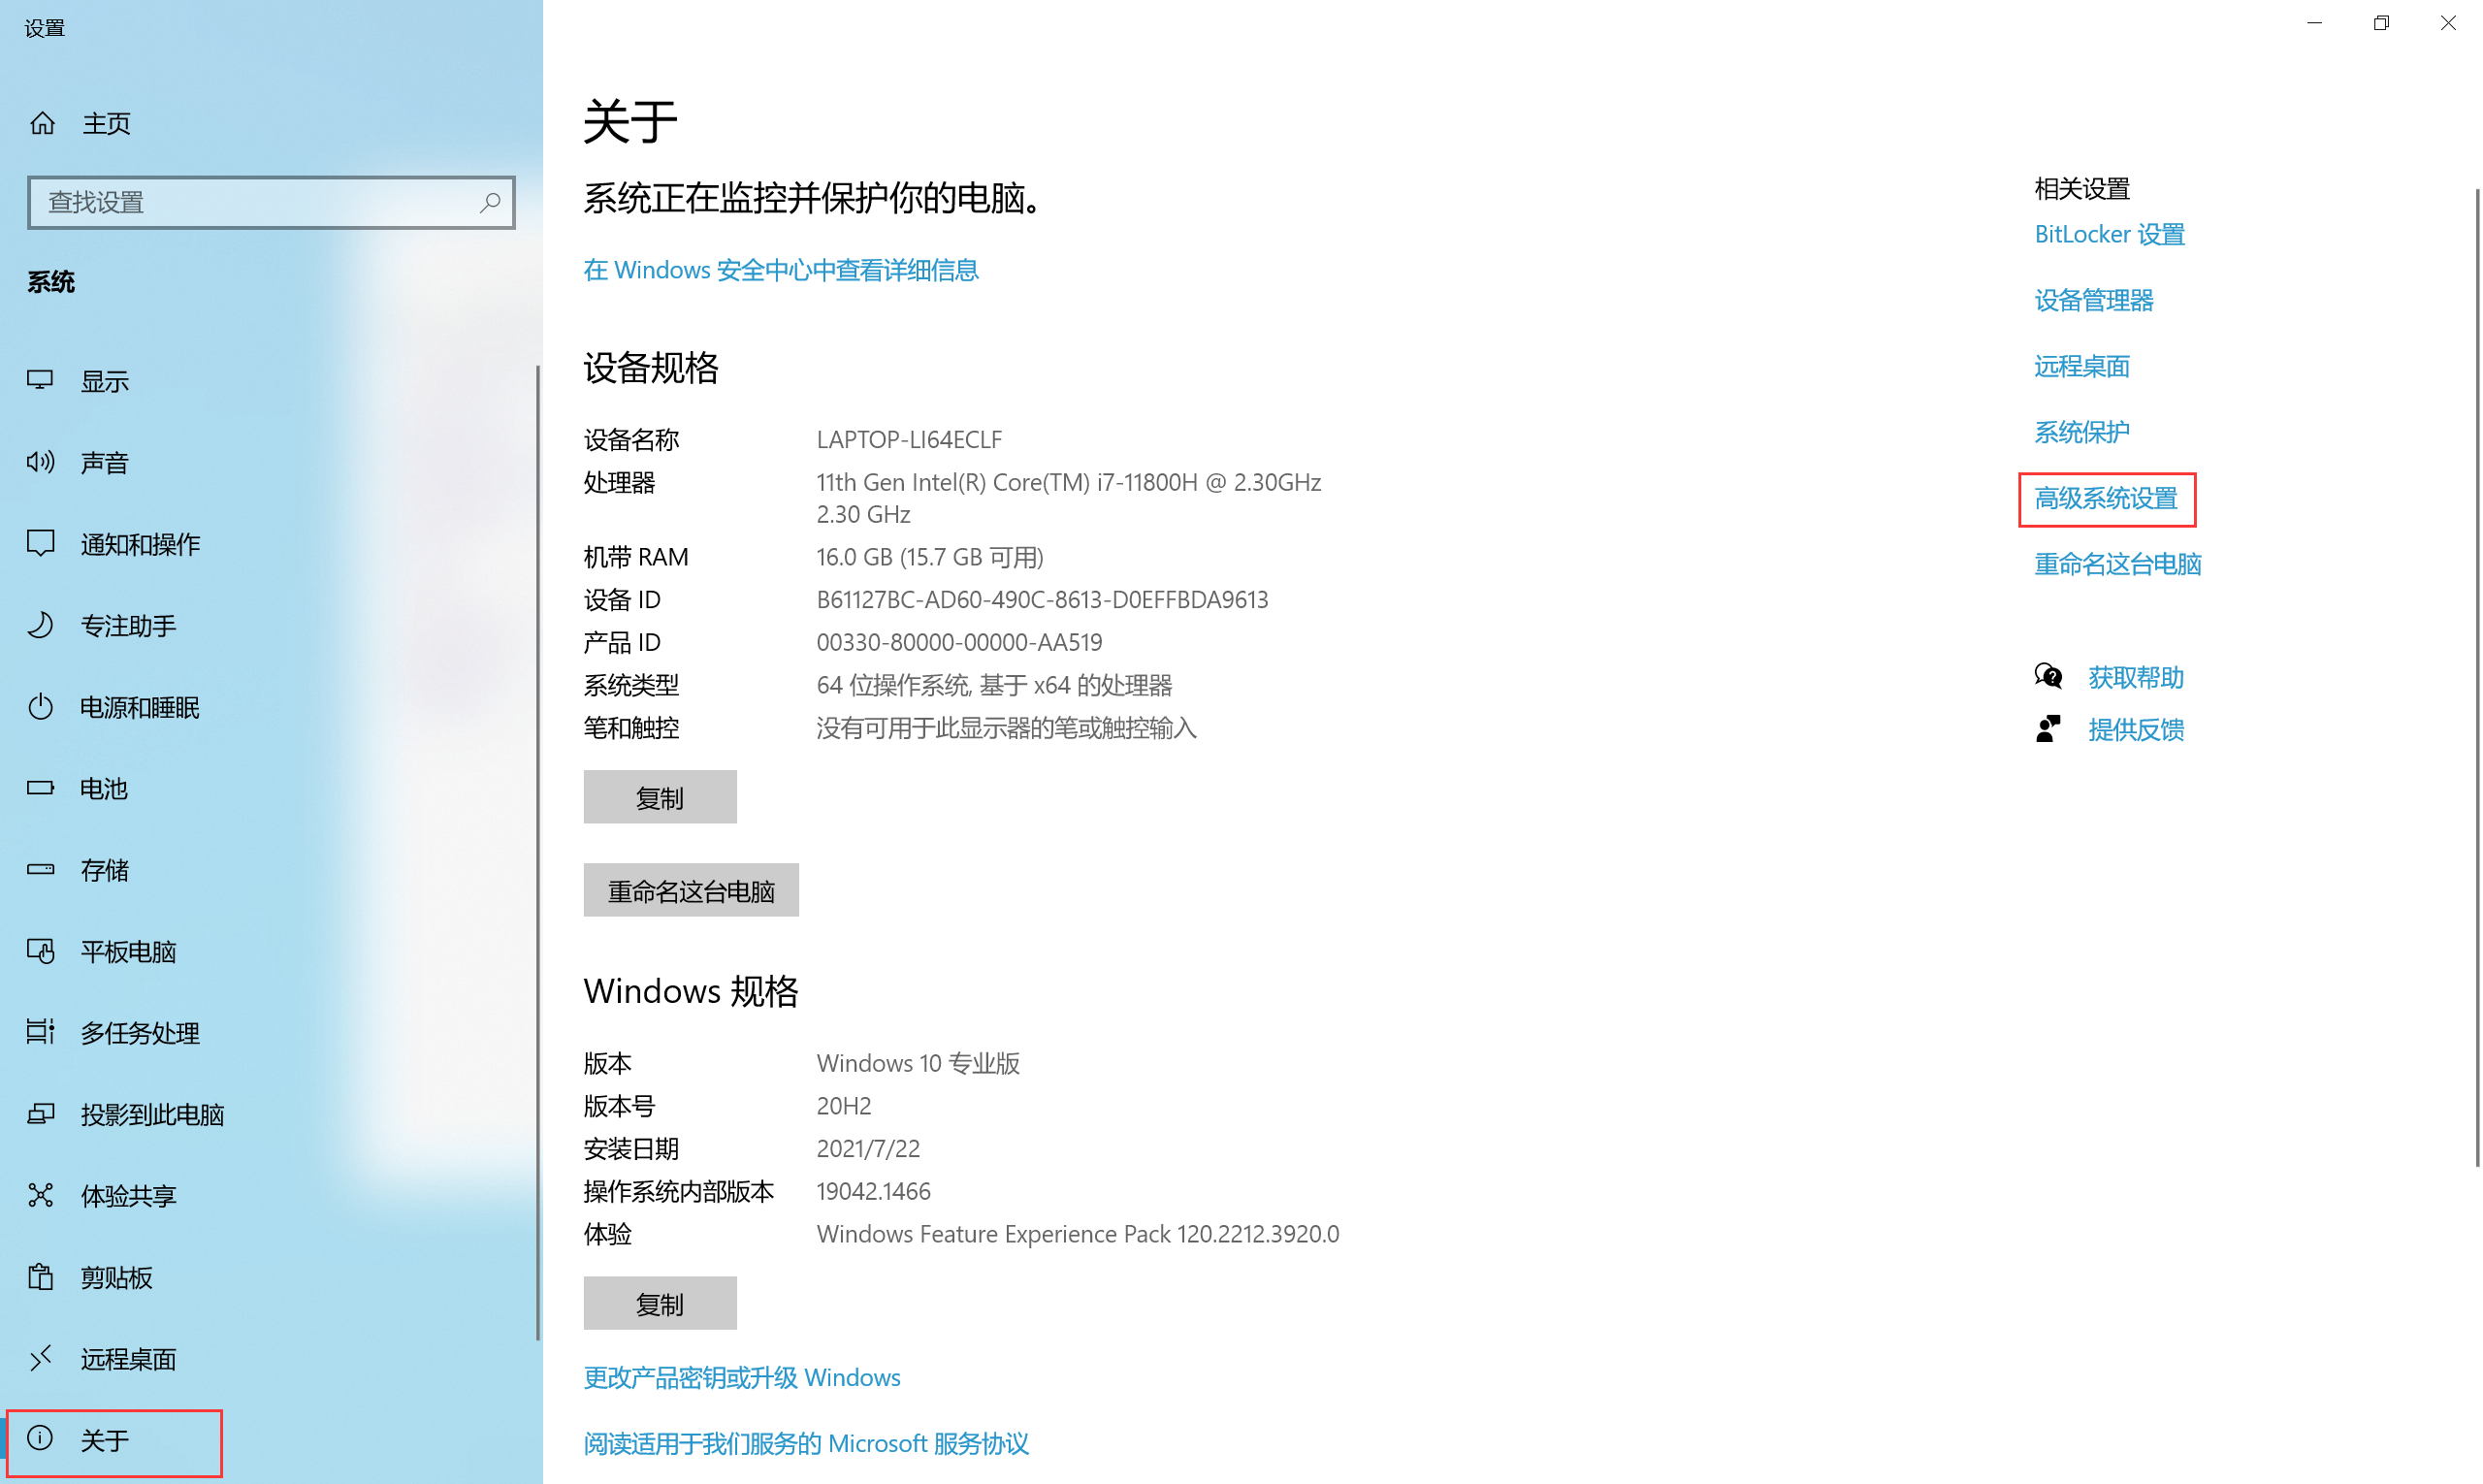 设置
主页
查找设置
系统
显示
声音
通知和操作
专注助手
电源和睡眠
电池
存储
平板电脑
多任务处理
投影到此电脑
体验共享
剪贴板
远程桌面
关于
关于
系统正在监控并保护你的电脑。
在 Windows 安全中心中查看详细信息
设备规格
设备名称 LAPTOP-LI64ECLF
处理器 11th Gen Intel(R) Core(TM) i7-11800H @ 2.30GHz
2.30 GHz
机带 RAM 16.0 GB (15.7 GB 可用)
设备 ID B61127BC-AD60-490C-8613-D0EFFBDA9613
产品 ID 00330-80000-00000-AA519
系统类型 64 位操作系统, 基于 x64 的处理器
笔和触控 没有可用于此显示器的笔或触控输入
复制
重命名这台电脑
Windows 规格
版本 Windows 10 专业版
版本号 20H2
安装日期 2021/7/22
操作系统内部版本 19042.1466
体验 Windows Feature Experience Pack 120.2212.3920.0
复制
更改产品密钥或升级 Windows
阅读适用于我们服务的 Microsoft 服务协议
相关设置
BitLocker 设置
设备管理器
远程桌面
系统保护
高级系统设置
重命名这台电脑
获取帮助
提供反馈